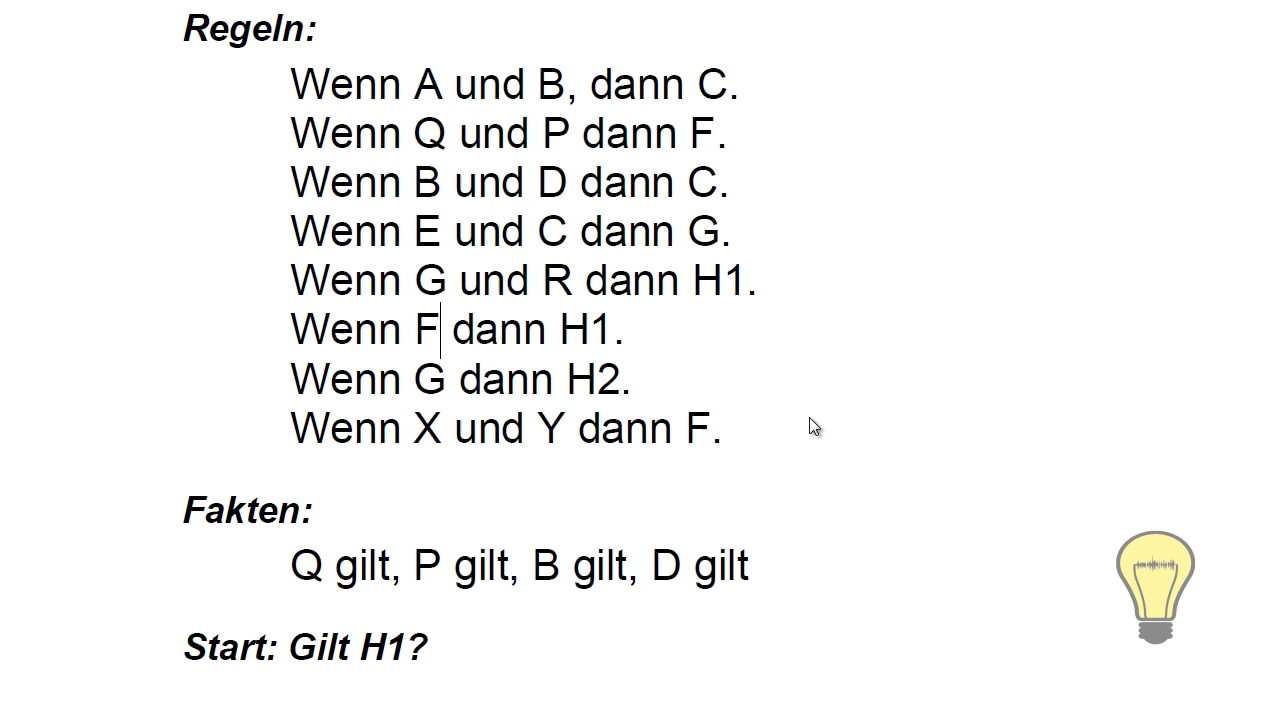 Regeln:
Wenn A und B, dann C.
Wenn Q und P dann F.
Wenn B und D dann C.
Wenn E und C dann G.
Wenn G und R dann H1.
Wenn F dann H1.
Wenn G dann H2.
Wenn X und Y dann F.
Fakten:
Q gilt, P gilt, B gilt, D gilt
Start: Gilt H1?